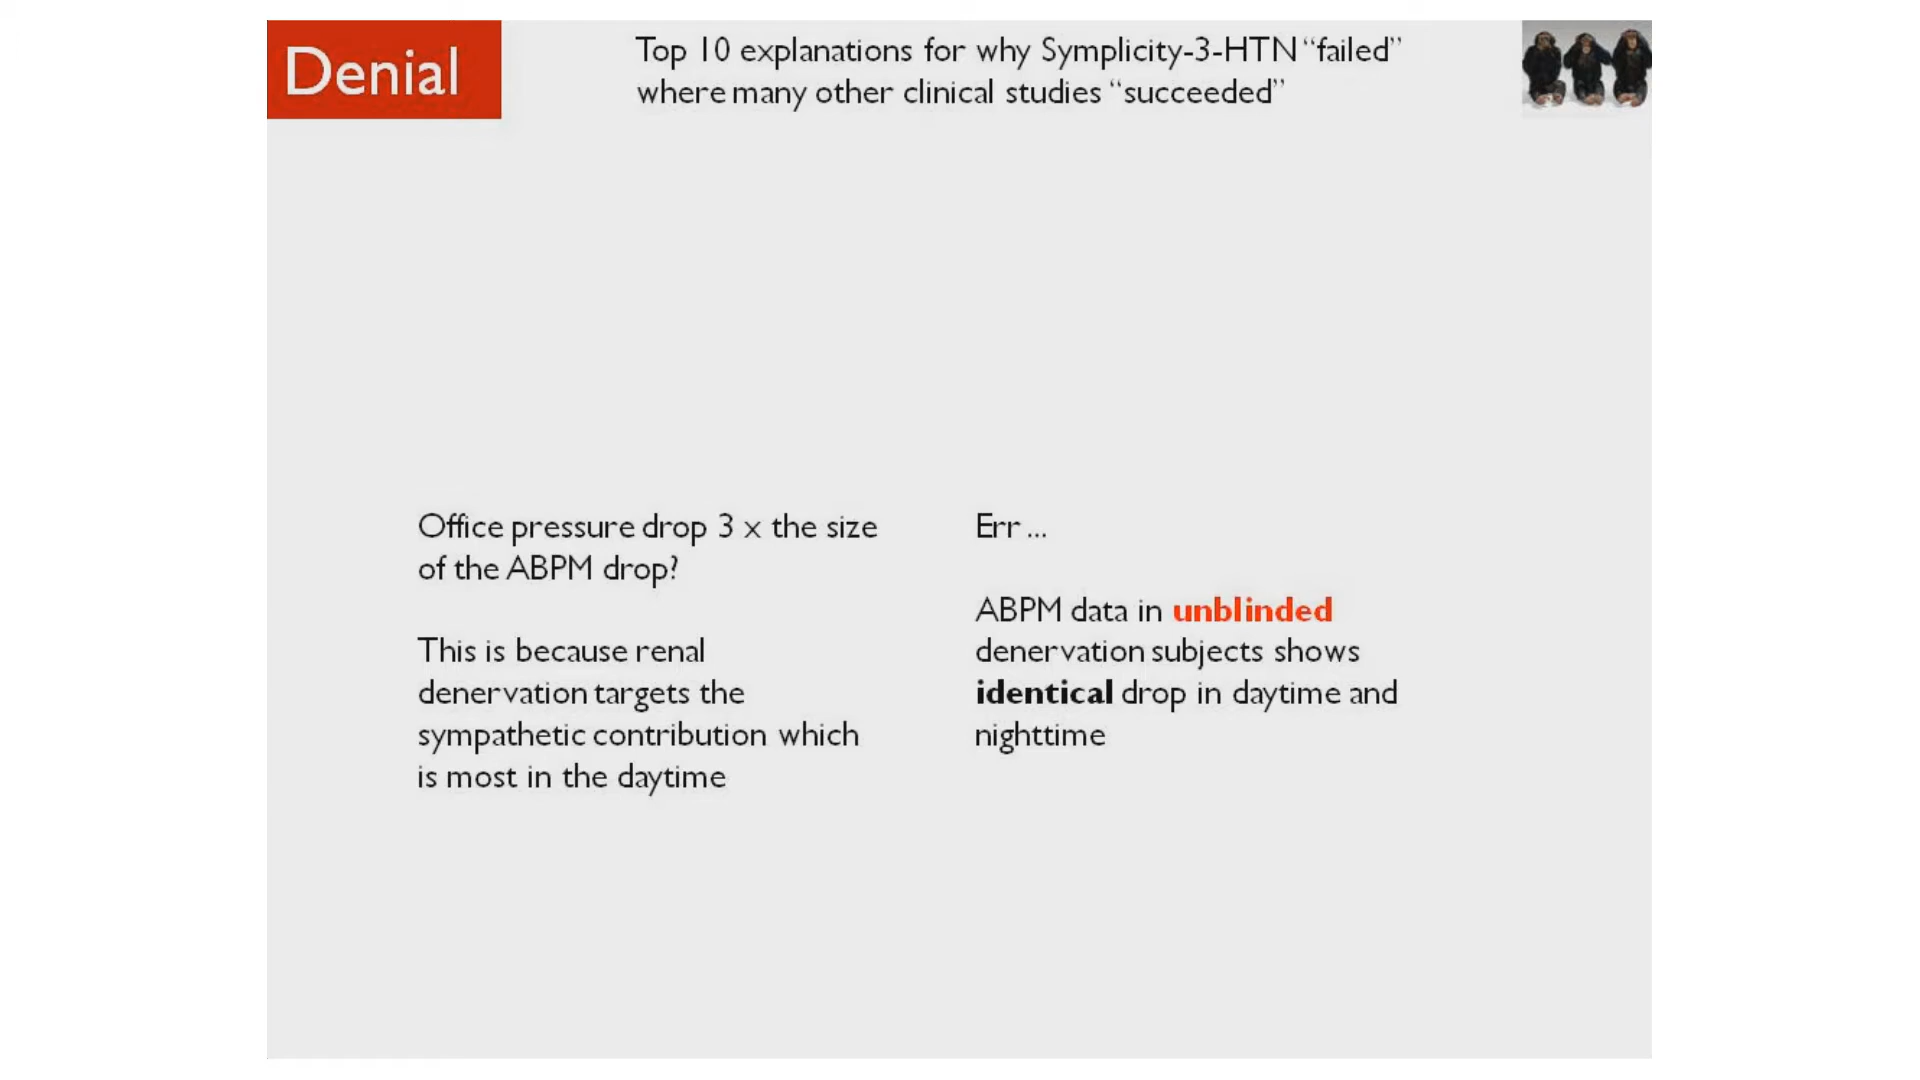 Denial
Top 10 explanations for why Symplicity-3-HTN “failed”
where many other clinical studies “succeeded”
Office pressure drop 3 x the size
of the ABPM drop?
This is because renal
denervation targets the
sympathetic contribution which
is most in the daytime
Err ...
ABPM data in unblinded
denervation subjects shows
identical drop in daytime and
nighttime